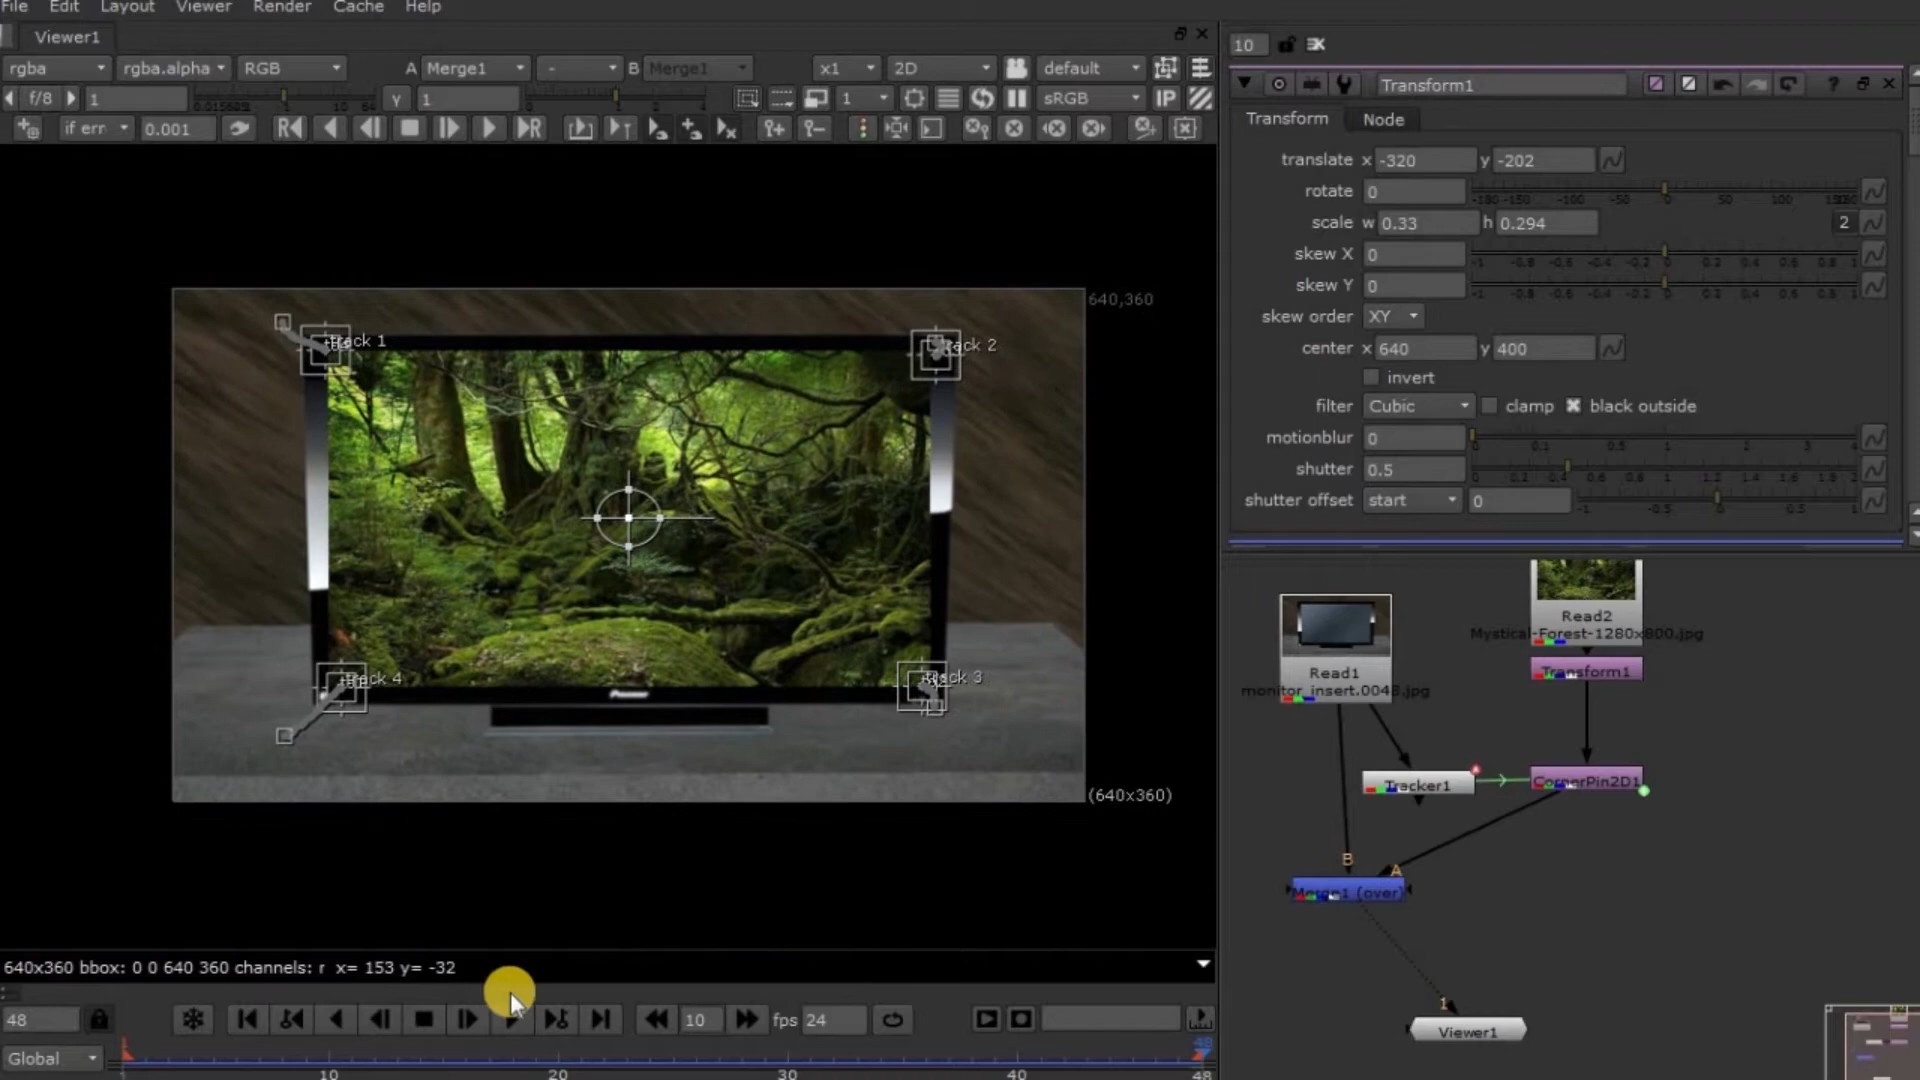 File Edit Layout Viewer Render Cache Help
Viewer1
rgba rgba.alpha RGB A Merge1 - B Merge1 x1 2D default
f/8 1 y 1 1 sRGB IP
if err 0.001
640,360
Track 1
Track 2
Track 4
Track 3
Pioneer
(640x360)
640x360 bbox: 0 0 640 360 channels: r x= 153 y= -32
48 10 fps 24
Global
10 20 30 40 48
48
10
Transform1 ?
Transform Node
translate x -320 y -202
rotate 0
scale w 0.33 h 0.294 2
skew X 0
skew Y 0
skew order XY
center x 640 y 400
invert
filter Cubic clamp black outside
motionblur 0
shutter 0.5
shutter offset start 0
Read2
Mystical-Forest-1280x800.jpg
Transform1
Read1
monitor_insert.0048.jpg
Tracker1
CornerPin2D1
B
A
Merge1 (over)
1
Viewer1